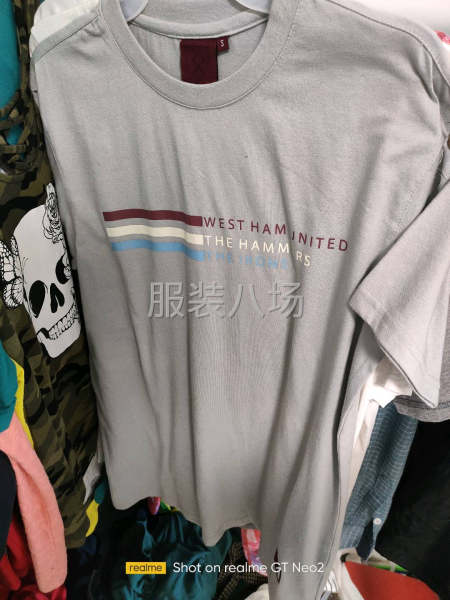 S
WEST HAM UNITED
THE HAMMERS
服装八场
realme
Shot on realme GT Neo2